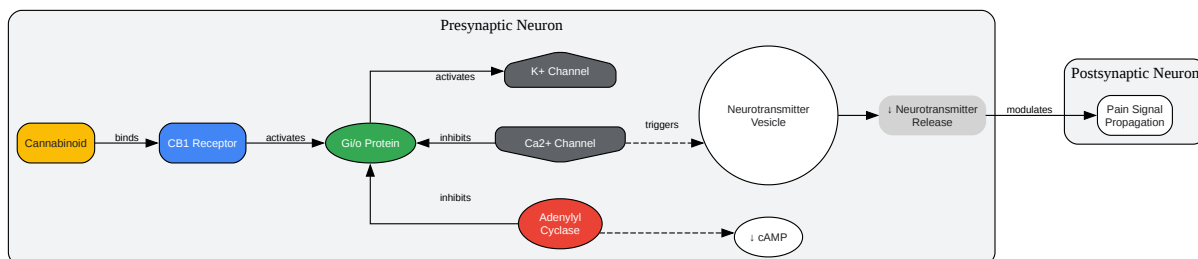 Presynaptic Neuron
Postsynaptic Neuron
Cannabinoid
binds
CB1 Receptor
activates
Gi/o Protein
activates
K+ Channel
inhibits
Ca2+ Channel
triggers
Neurotransmitter
Vesicle
↓ Neurotransmitter
Release
modulates
Pain Signal
Propagation
inhibits
Adenylyl
Cyclase
↓ cAMP